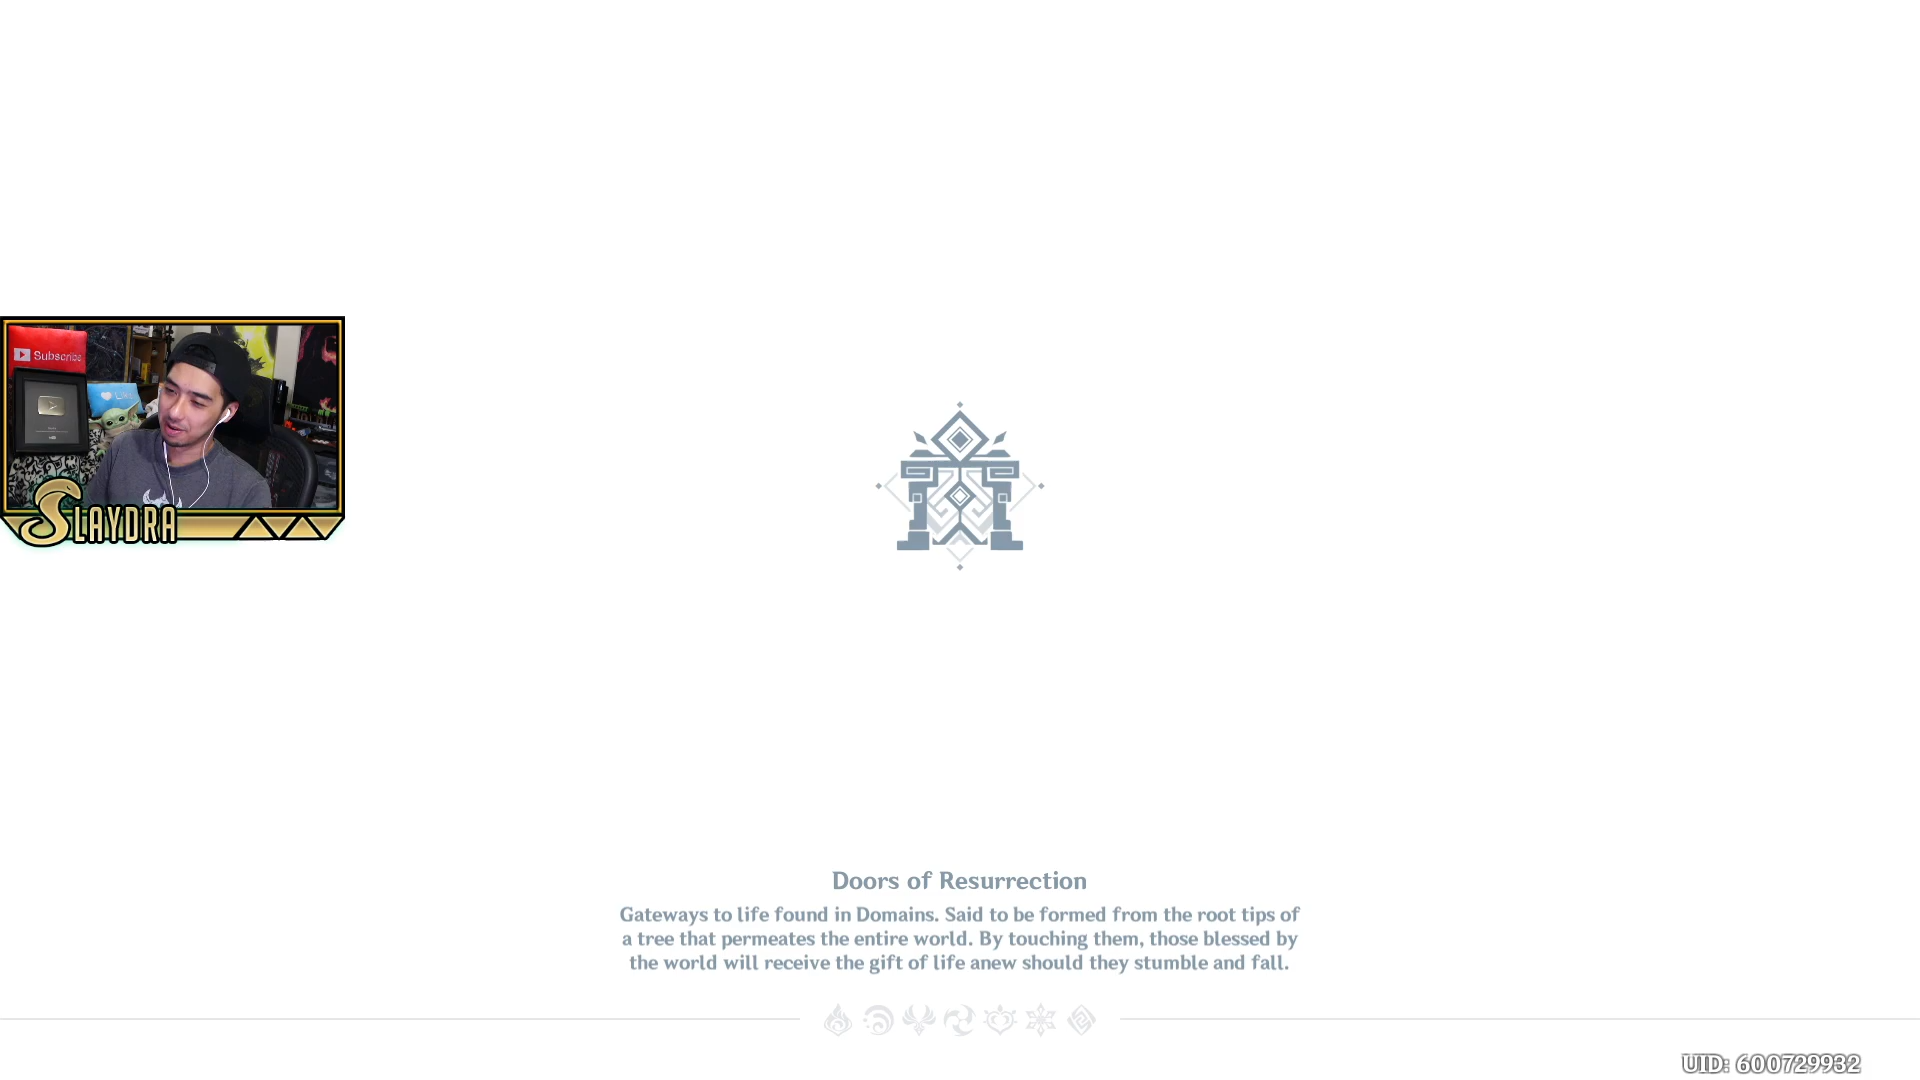 Subscribe
LIKE
SLAYDRA
Doors of Resurrection
Gateways to life found in Domains. Said to be formed from the root tips of
a tree that permeates the entire world. By touching them, those blessed by
the world will receive the gift of life anew should they stumble and fall.
UID: 600729932